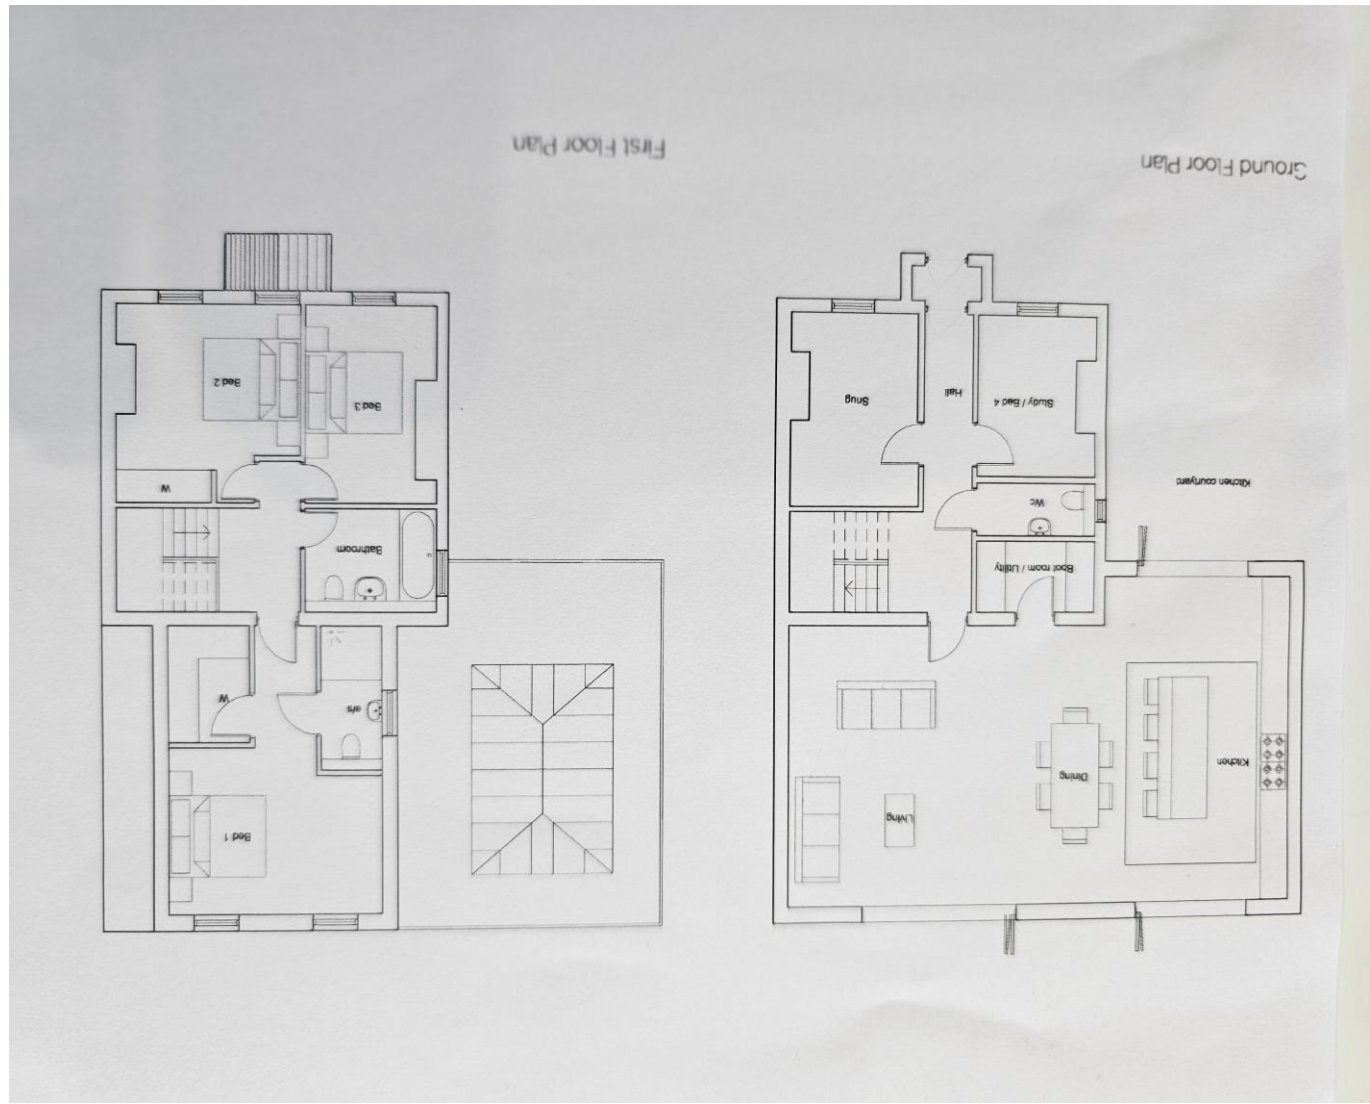 Ground Floor Plan
First Floor Plan
Kitchen
Dining
Living
Kitchen courtyard
Boot room / Utility
Wc
Study / Bed 4
Hall
Snug
Bed 1
e/s
W
Bathroom
W
Bed 3
Bed 2